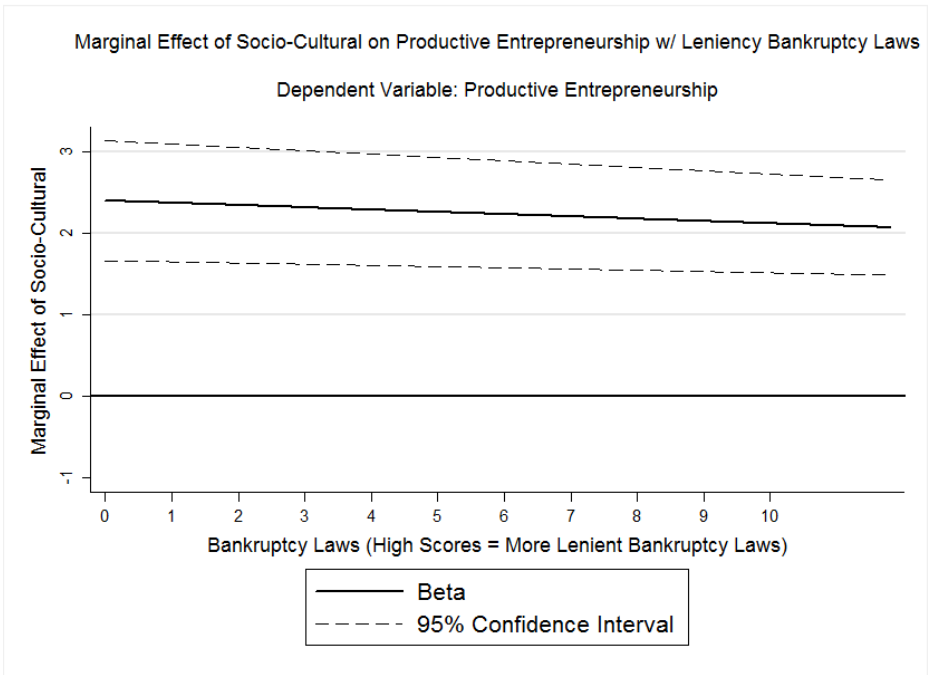 Marginal Effect of Socio-Cultural on Productive Entrepreneurship w/ Leniency Bankruptcy Laws
Dependent Variable: Productive Entrepreneurship
Marginal Effect of Socio-Cultural
3
2
1
0
-1
0 1 2 3 4 5 6 7 8 9 10
Bankruptcy Laws (High Scores = More Lenient Bankruptcy Laws)
Beta
95% Confidence Interval